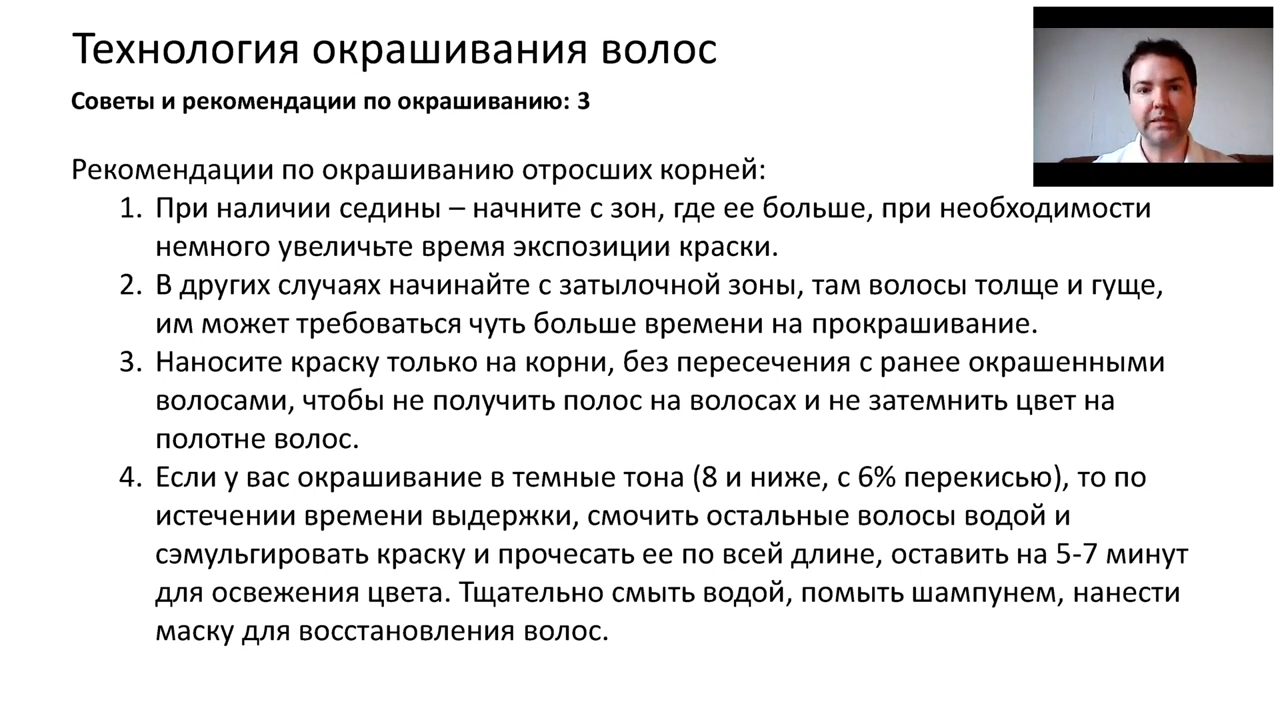 Технология окрашивания волос
Советы и рекомендации по окрашиванию: 3
Рекомендации по окрашиванию отросших корней:
1. При наличии седины – начните с зон, где ее больше, при необходимости
немного увеличьте время экспозиции краски.
2. В других случаях начинайте с затылочной зоны, там волосы толще и гуще,
им может требоваться чуть больше времени на прокрашивание.
3. Наносите краску только на корни, без пересечения с ранее окрашенными
волосами, чтобы не получить полос на волосах и не затемнить цвет на
полотне волос.
4. Если у вас окрашивание в темные тона (8 и ниже, с 6% перекисью), то по
истечении времени выдержки, смочить остальные волосы водой и
сэмульгировать краску и прочесать ее по всей длине, оставить на 5-7 минут
для освежения цвета. Тщательно смыть водой, помыть шампунем, нанести
маску для восстановления волос.